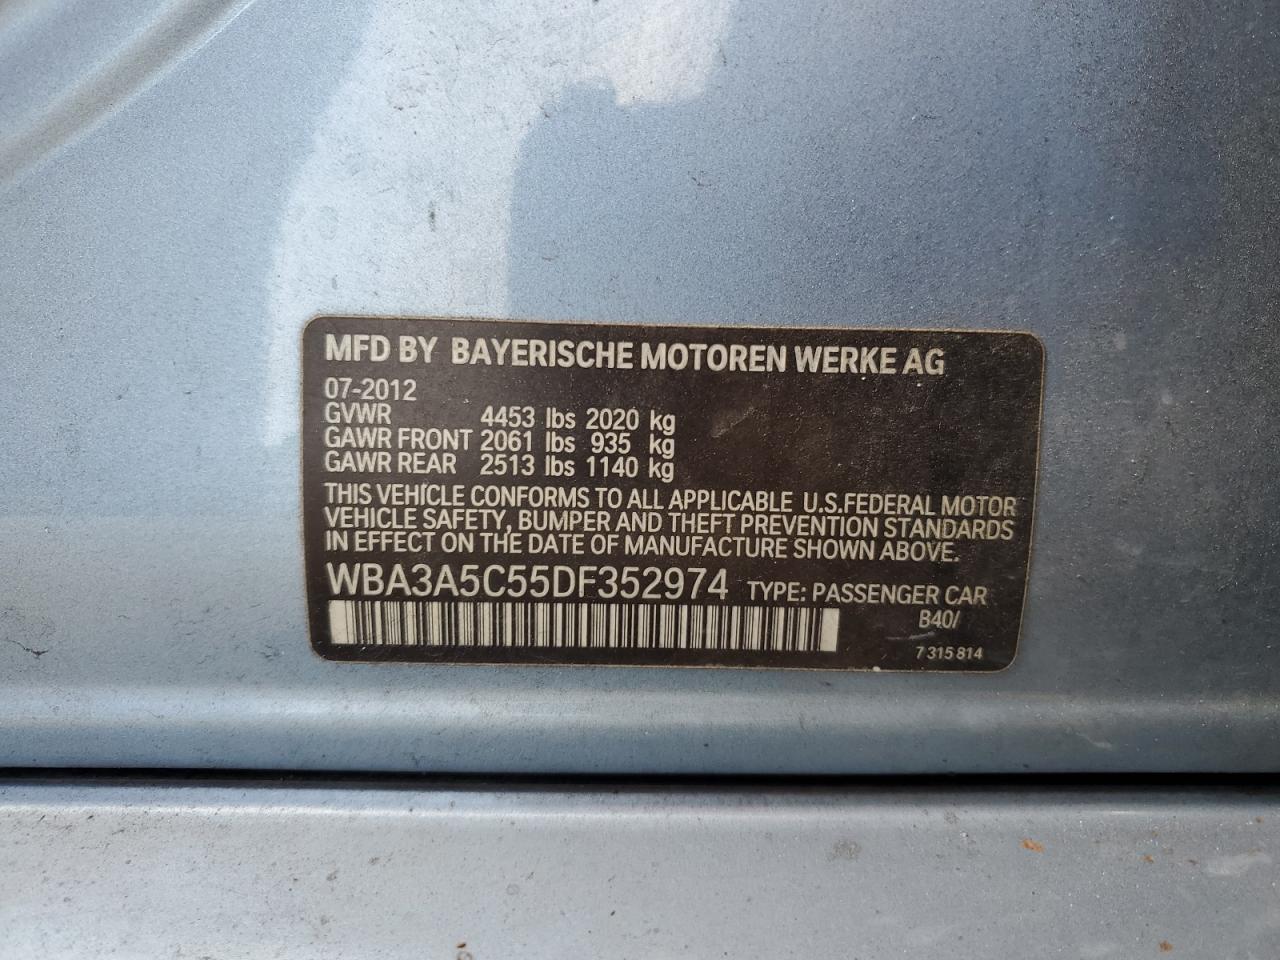 MFD BY BAYERISCHE MOTOREN WERKE AG
07-2012
GVWR 4453 lbs 2020 kg
GAWR FRONT 2061 lbs 935 kg
GAWR REAR 2513 lbs 1140 kg
THIS VEHICLE CONFORMS TO ALL APPLICABLE U.S.FEDERAL MOTOR
VEHICLE SAFETY, BUMPER AND THEFT PREVENTION STANDARDS
IN EFFECT ON THE DATE OF MANUFACTURE SHOWN ABOVE.
WBA3A5C55DF352974 TYPE: PASSENGER CAR
B40/
7 315 814